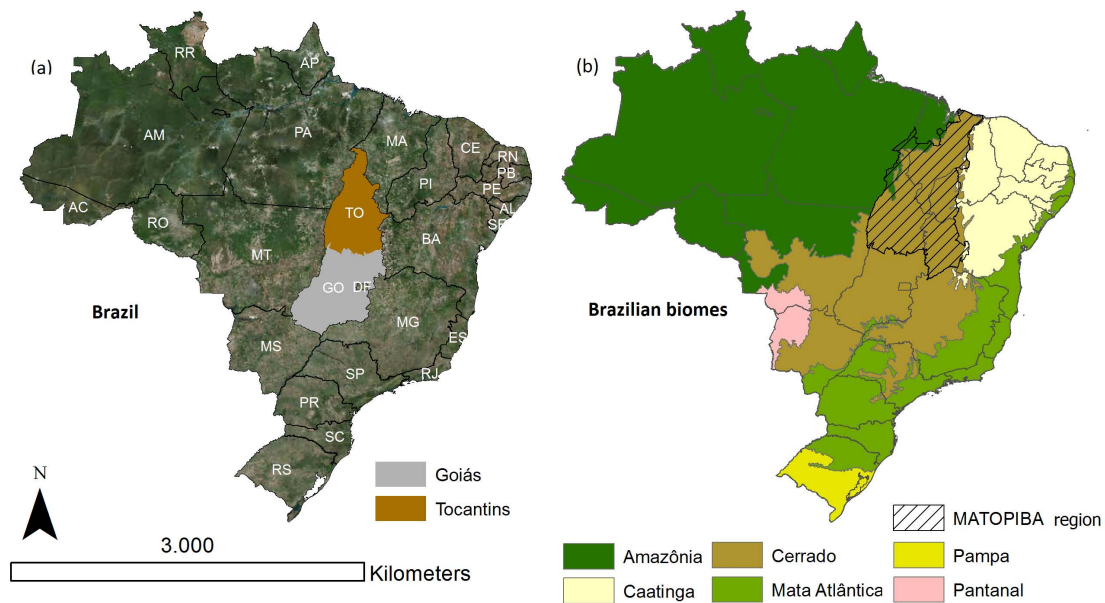 (a)
RR
AP
AM
PA
MA
CE
RN
PB
PI
PE
AL
SE
AC
RO
TO
BA
MT
GO
DF
Brazil
MG
MS
ES
SP
RJ
PR
SC
RS
N
Goiás
Tocantins
3.000
Kilometers
(b)
Brazilian biomes
MATOPIBA region
Amazônia
Cerrado
Pampa
Caatinga
Mata Atlântica
Pantanal